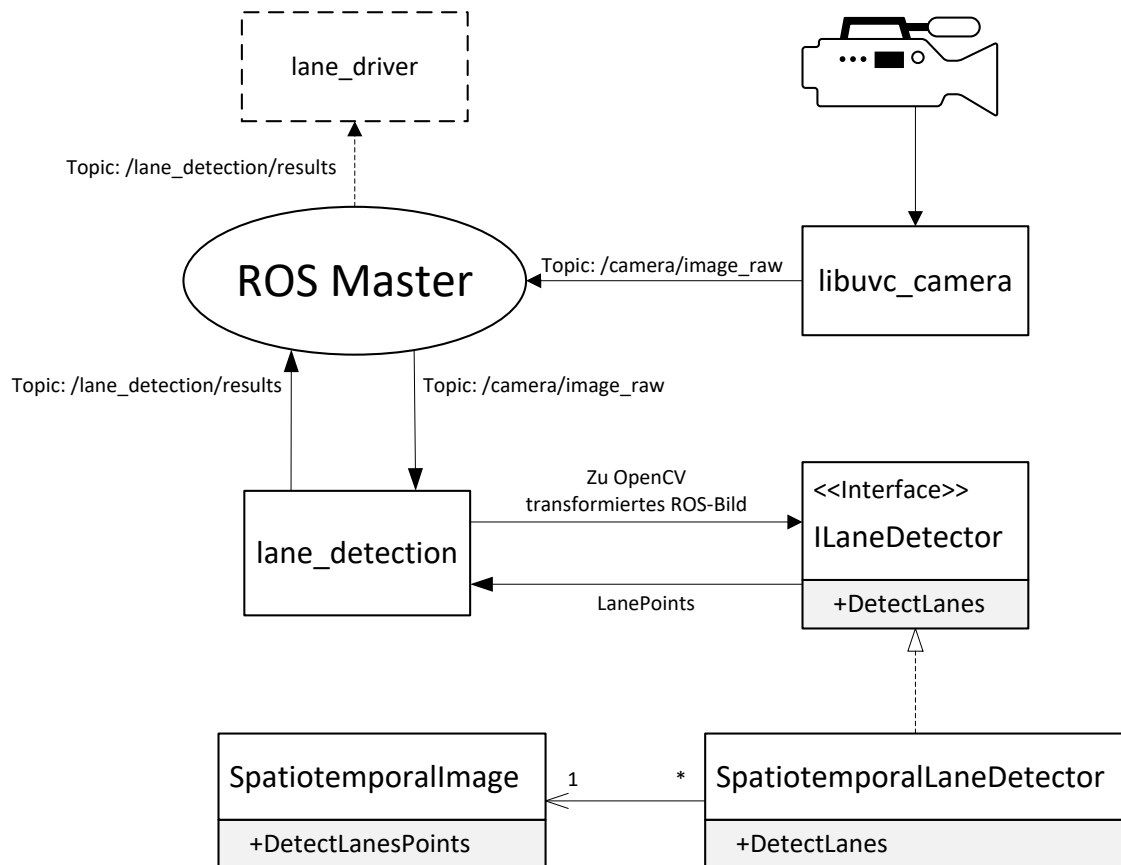 lane_driver
Topic: /lane_detection/results
ROS Master
Topic: /camera/image_raw
libuvc_camera
Topic: /lane_detection/results
Topic: /camera/image_raw
lane_detection
Zu OpenCV
transformiertes ROS-Bild
LanePoints
<<Interface>>
ILaneDetector
+DetectLanes
SpatiotemporalImage
+DetectLanesPoints
1
*
SpatiotemporalLaneDetector
+DetectLanes